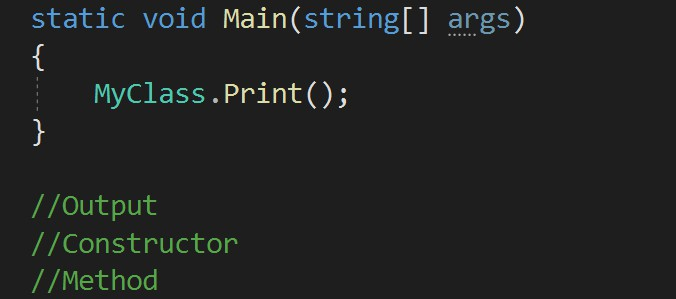 static void Main(string[] args)
{
MyClass.Print();
}
//Output
//Constructor
//Method